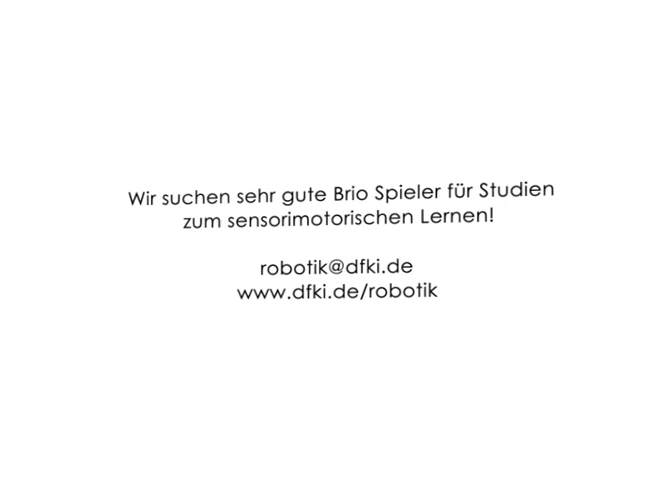 Wir suchen sehr gute Brio Spieler für Studien
zum sensorimotorischen Lernen!
robotik@dfki.de
www.dfki.de/robotik